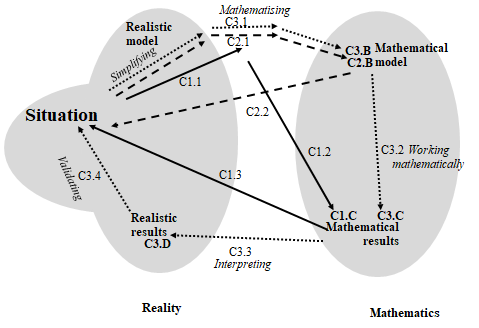 Mathematising
Realistic
model
C3.1
C2.1
Simplifying
C3.B
C2.B
Mathematical
model
C1.1
Situation
C2.2
C1.2
C3.2 Working
mathematically
Validating
C3.4
C1.3
Realistic
results
C3.D
C1.C
C3.C
Mathematical
results
C3.3
Interpreting
Reality
Mathematics